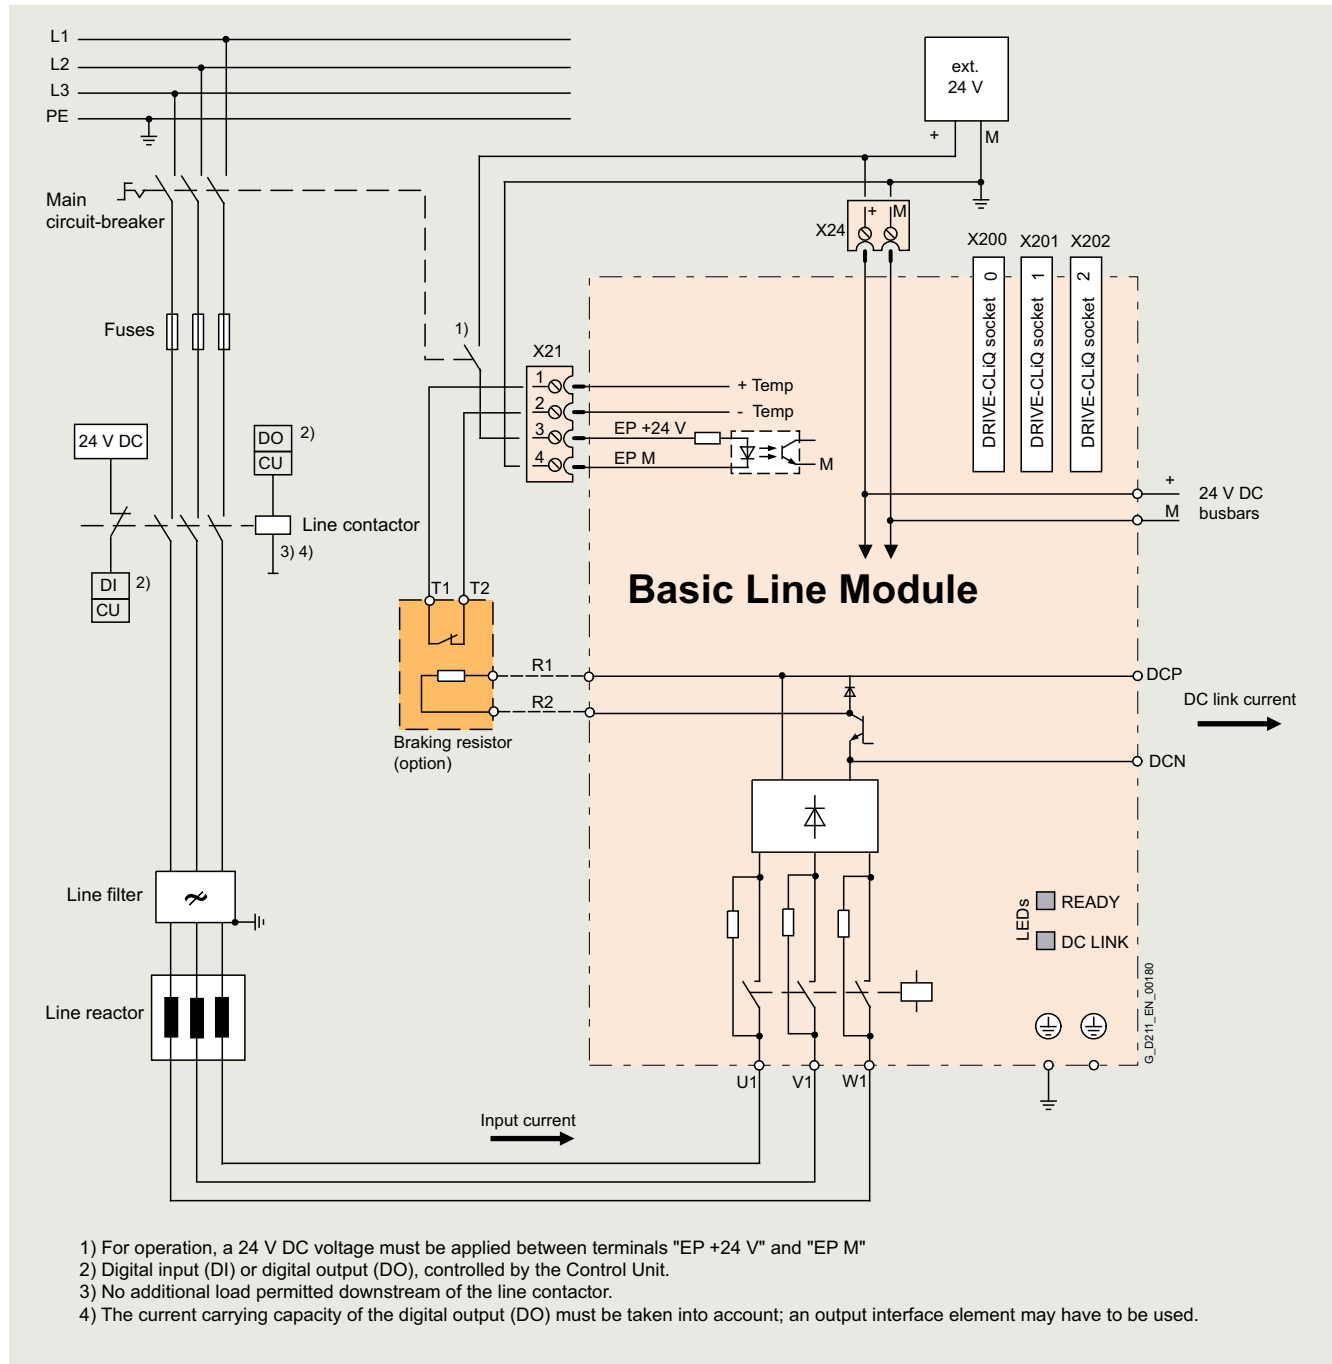 L1
L2
L3
PE
ext.
24 V
+
M
Main
circuit-breaker
X24
+
M
X200
X201
X202
DRIVE-CLiQ socket 0
DRIVE-CLiQ socket 1
DRIVE-CLiQ socket 2
Fuses
1)
X21
1
2
3
4
+ Temp
- Temp
EP +24 V
EP M
M
24 V DC
DO
CU
2)
Line contactor
3) 4)
DI
CU
2)
+
M
24 V DC
busbars
Basic Line Module
T1
T2
R1
R2
Braking resistor
(option)
DCP
DC link current
DCN
Line filter
Line reactor
LEDs
READY
DC LINK
G_D211_EN_00180
U1
V1
W1
Input current
1) For operation, a 24 V DC voltage must be applied between terminals "EP +24 V" and "EP M"
2) Digital input (DI) or digital output (DO), controlled by the Control Unit.
3) No additional load permitted downstream of the line contactor.
4) The current carrying capacity of the digital output (DO) must be taken into account; an output interface element may have to be used.